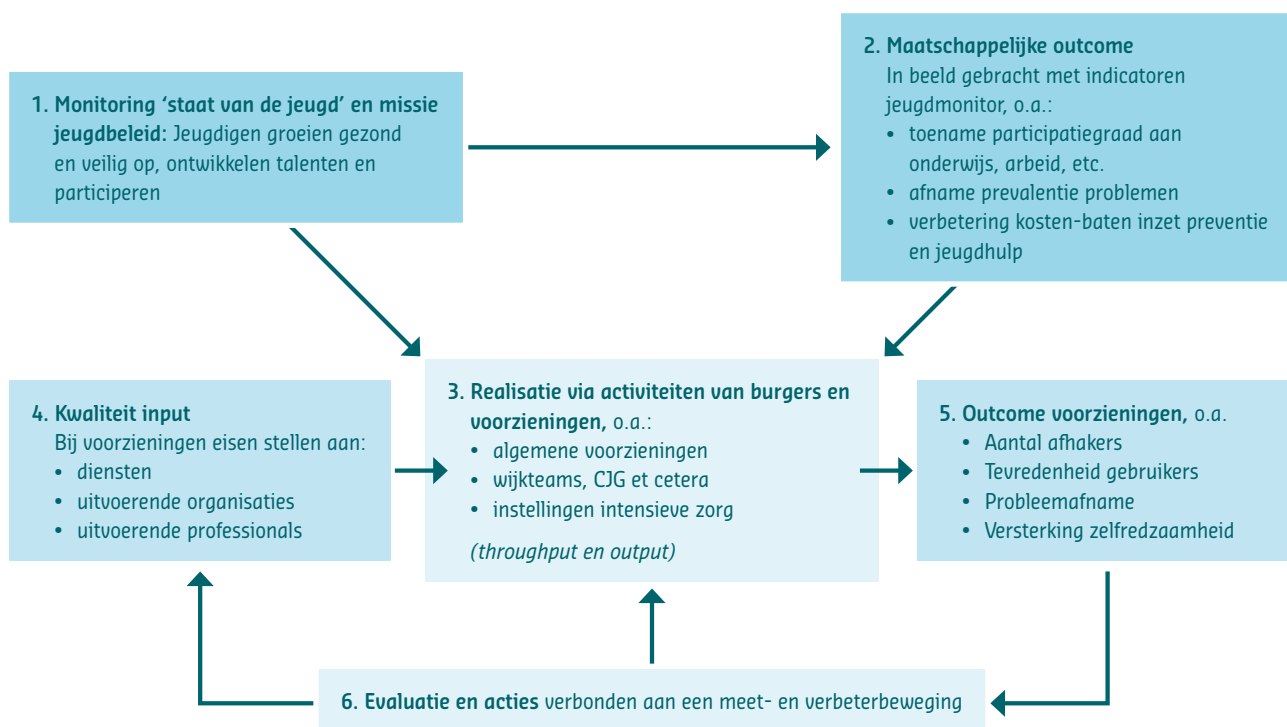 1. Monitoring ‘staat van de jeugd’ en missie
jeugdbeleid: Jeugdigen groeien gezond
en veilig op, ontwikkelen talenten en
participeren
2. Maatschappelijke outcome
In beeld gebracht met indicatoren
jeugdmonitor, o.a.:
• toename participatiegraad aan
onderwijs, arbeid, etc.
• afname prevalentie problemen
• verbetering kosten-baten inzet preventie
en jeugdhulp
3. Realisatie via activiteiten van burgers en
voorzieningen, o.a.:
• algemene voorzieningen
• wijkteams, CJG et cetera
• instellingen intensieve zorg
(throughput en output)
4. Kwaliteit input
Bij voorzieningen eisen stellen aan:
• diensten
• uitvoerende organisaties
• uitvoerende professionals
5. Outcome voorzieningen, o.a.
• Aantal afhakers
• Tevredenheid gebruikers
• Probleemafname
• Versterking zelfredzaamheid
6. Evaluatie en acties verbonden aan een meet- en verbeterbeweging